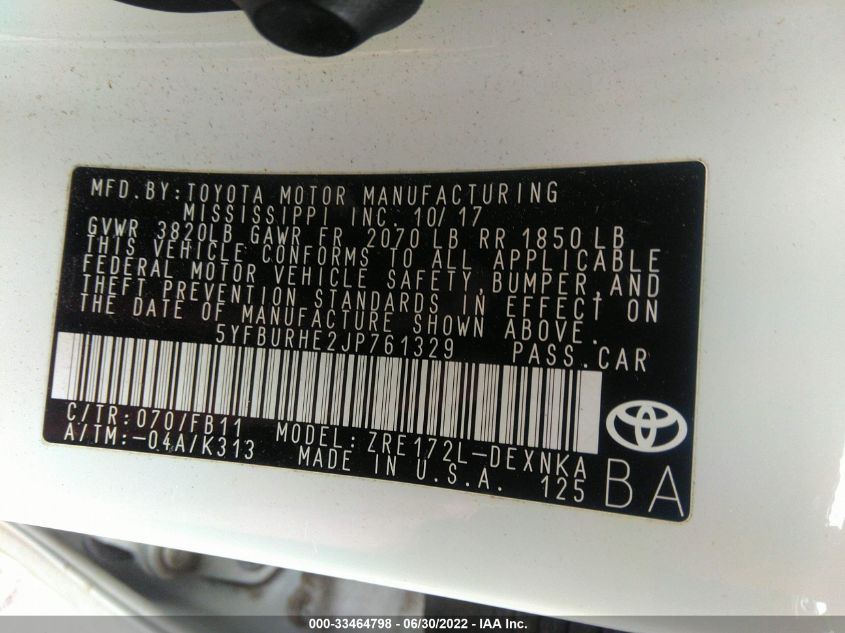 MFD.BY:TOYOTA MOTOR MANUFACTURING
MISSISSIPPI INC. 10/17
GVWR 3820LB GAWR FR 2070 LB RR 1850 LB
THIS VEHICLE CONFORMS TO ALL APPLICABLE
FEDERAL MOTOR VEHICLE SAFETY,BUMPER,AND
THEFT PREVENTION STANDARDS IN EFFECT ON
THE DATE OF MANUFACTURE SHOWN ABOVE.
5YFBURHE2JP761329 PASS.CAR
C/TR:070/FB11 MODEL:ZRE172L-DEXNKA
A/TM:-04A/K313 MADE IN U.S.A. 125
BA
000-33464798 - 06/30/2022 - IAA Inc.